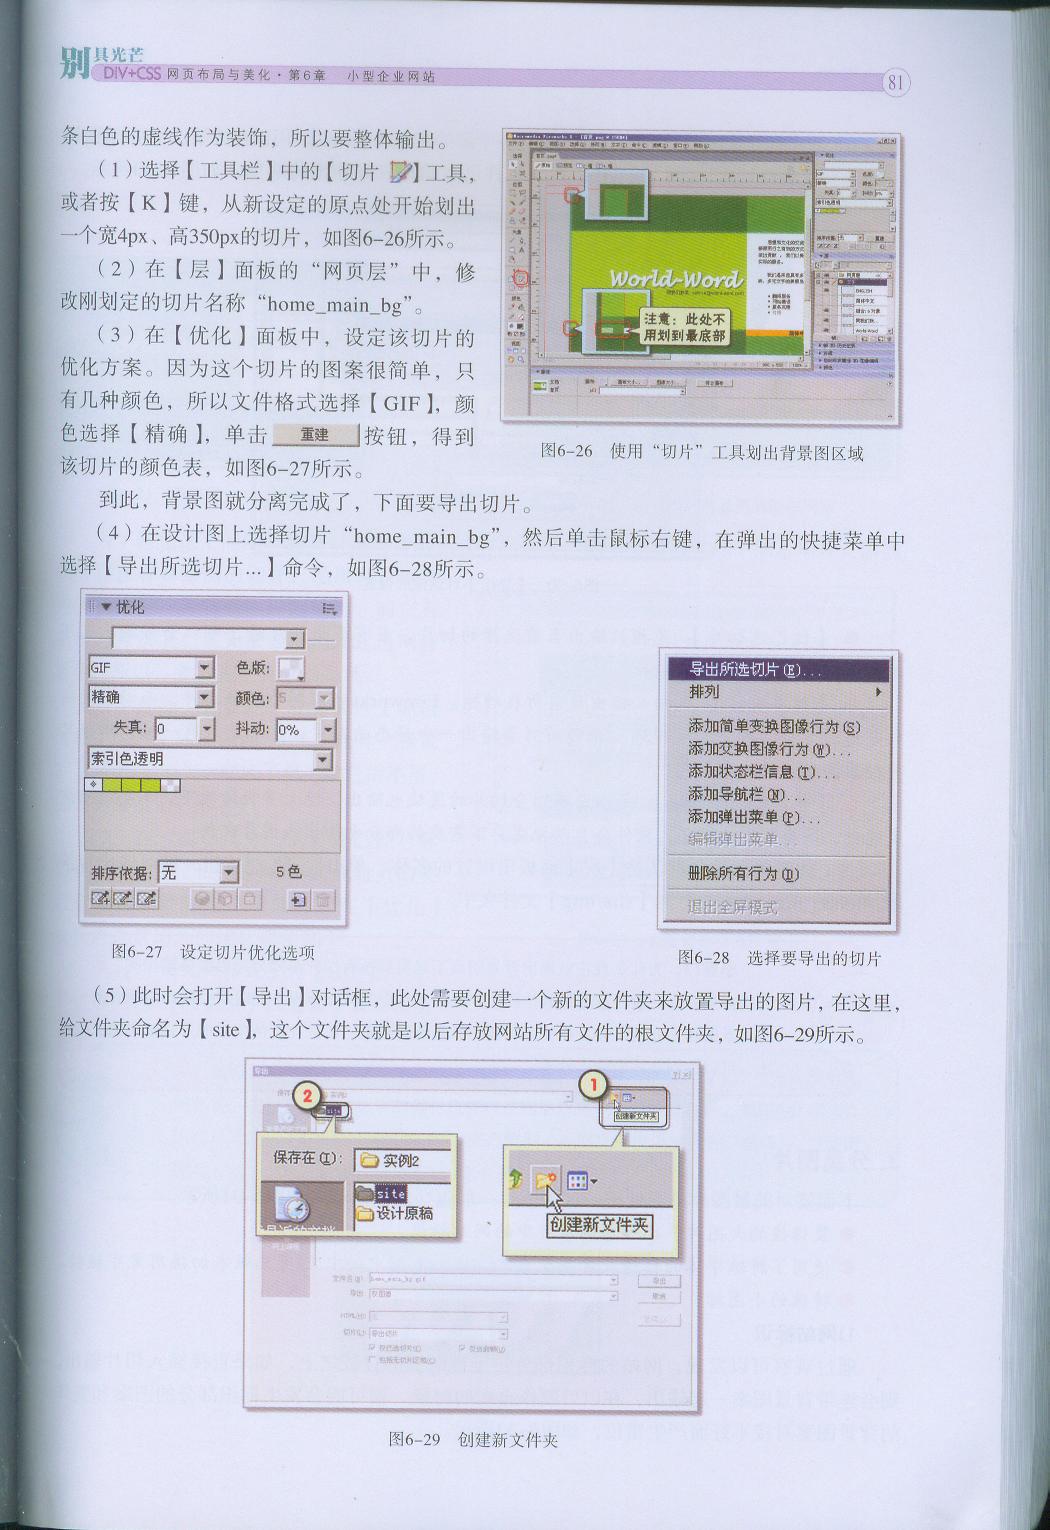 别具光芒
DIV+CSS 网页布局与美化·第6章 小型企业网站
81
条白色的虚线作为装饰，所以要整体输出。
（1）选择【工具栏】中的【切片】工具，
或者按【K】键，从新设定的原点处开始划出
一个宽4px、高350px的切片，如图6-26所示。
（2）在【层】面板的“网页层”中，修
改刚划定的切片名称“home_main_bg”。
（3）在【优化】面板中，设定该切片的
优化方案。因为这个切片的图案很简单，只
有几种颜色，所以文件格式选择【GIF】，颜
色选择【精确】，单击 重建 按钮，得到
该切片的颜色表，如图6-27所示。
World-Word
注意：此处不
用划到最底部
图6-26 使用“切片”工具划出背景图区域
到此，背景图就分离完成了，下面要导出切片。
（4）在设计图上选择切片“home_main_bg”，然后单击鼠标右键，在弹出的快捷菜单中
选择【导出所选切片...】命令，如图6-28所示。
优化
GIF 色版:
精确 颜色: 5
失真: 0 抖动: 0%
索引色透明
排序依据: 无 5色
图6-27 设定切片优化选项
导出所选切片(E)...
排列
添加简单变换图像行为(S)
添加交换图像行为(W)...
添加状态栏信息(T)...
添加导航栏(N)...
添加弹出菜单(P)...
编辑弹出菜单...
删除所有行为(D)
退出全屏模式
图6-28 选择要导出的切片
（5）此时会打开【导出】对话框，此处需要创建一个新的文件夹来放置导出的图片，在这里，
给文件夹命名为【site】，这个文件夹就是以后存放网站所有文件的根文件夹，如图6-29所示。
导出
2
1
site
创建新文件夹
保存在(I): 实例2
site
设计原稿
创建新文件夹
文件名(N): home_main_bg.gif 导出
导出: 仅图像 取消
HTML(H):
切片(L): 导出切片
图6-29 创建新文件夹